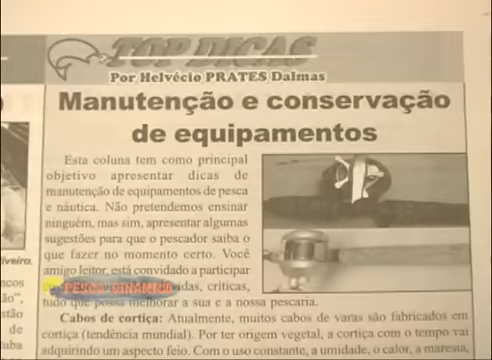 TOP DICAS
Por Helvécio PRATES Dalmas
Manutenção e conservação
de equipamentos
Esta coluna tem como principal
objetivo apresentar dicas de
manutenção de equipamentos de pesca
e náutica. Não pretendemos ensinar
ninguém, mas sim, apresentar algumas
sugestões para que o pescador saiba o
que fazer no momento certo. Você
amigo leitor, está convidado a participar
críticas,
tudo que possa melhorar a sua e a nossa pescaria.
Cabos de cortiça: Atualmente, muitos cabos de varas são fabricados em
cortiça (tendência mundial). Por ter origem vegetal, a cortiça com o tempo vai
adquirindo um aspecto feio. Com o uso constante, a umidade, o calor, a maresia,
de